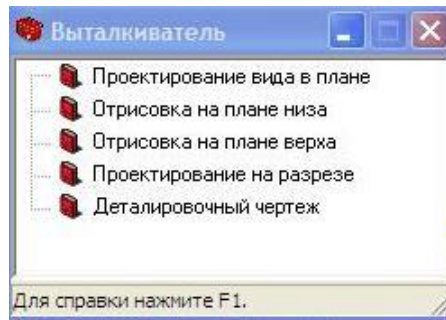 Выталкиватель
Проектирование вида в плане
Отрисовка на плане низа
Отрисовка на плане верха
Проектирование на разрезе
Деталировочный чертеж
Для справки нажмите F1.